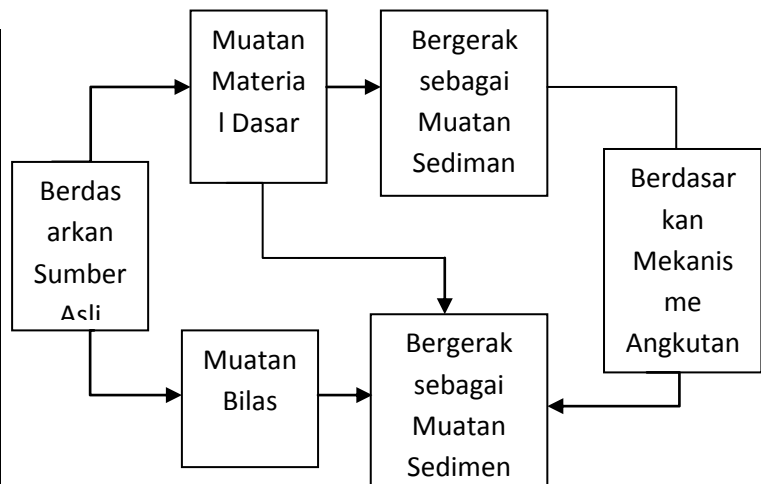 Muatan
Materia
l Dasar
Bergerak
sebagai
Muatan
Sediman
Berdas
arkan
Sumber
Asli
Berdasar
kan
Mekanis
me
Angkutan
Muatan
Bilas
Bergerak
sebagai
Muatan
Sedimen